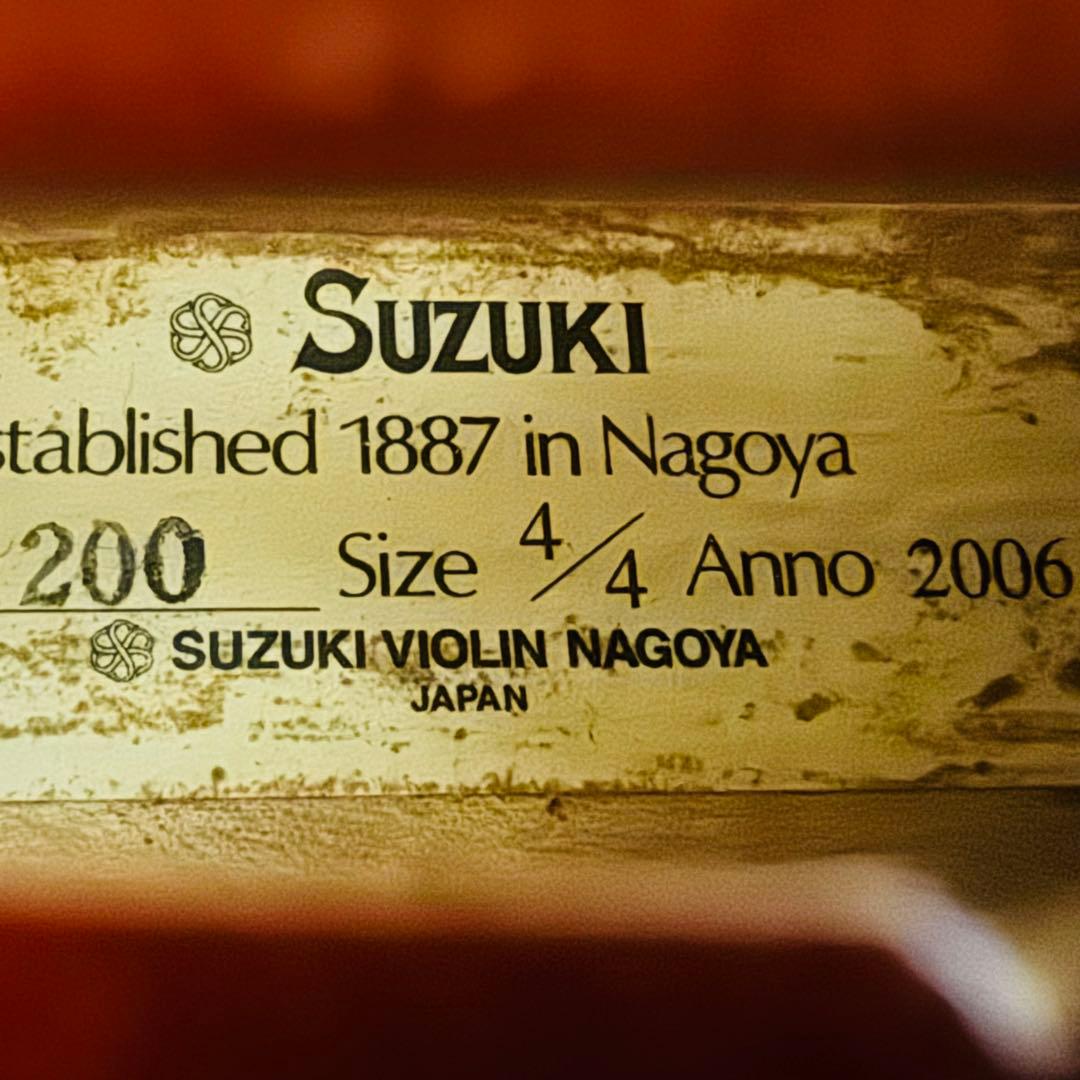 SUZUKI
stablished 1887 in Nagoya
200 Size 4/4 Anno 2006
SUZUKI VIOLIN NAGOYA
JAPAN